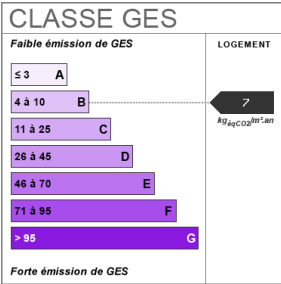 CLASSE GES
Faible émission de GES
LOGEMENT
≤ 3 A
4 à 10 B
7
kgéqCO2/m².an
11 à 25 C
26 à 45 D
46 à 70 E
71 à 95 F
> 95 G
Forte émission de GES